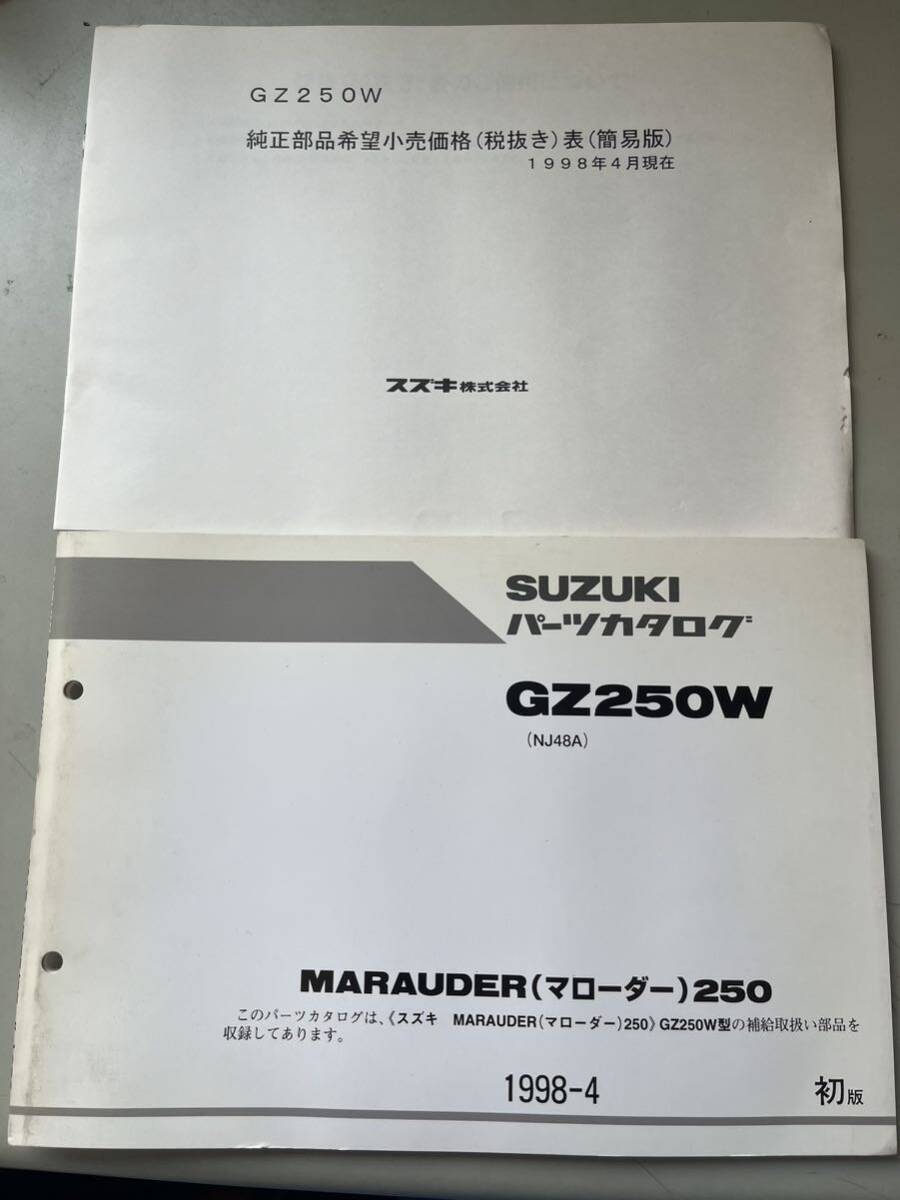 ＧＺ２５０Ｗ
純正部品希望小売価格（税抜き）表（簡易版）
１９９８年４月現在
スズキ株式会社
SUZUKI
パーツカタログ
GZ250W
（NJ48A）
MARAUDER（マローダー）250
このパーツカタログは、《スズキ　MARAUDER（マローダー）250》GZ250W型の補給取扱い部品を
収録してあります。
1998-4 初版